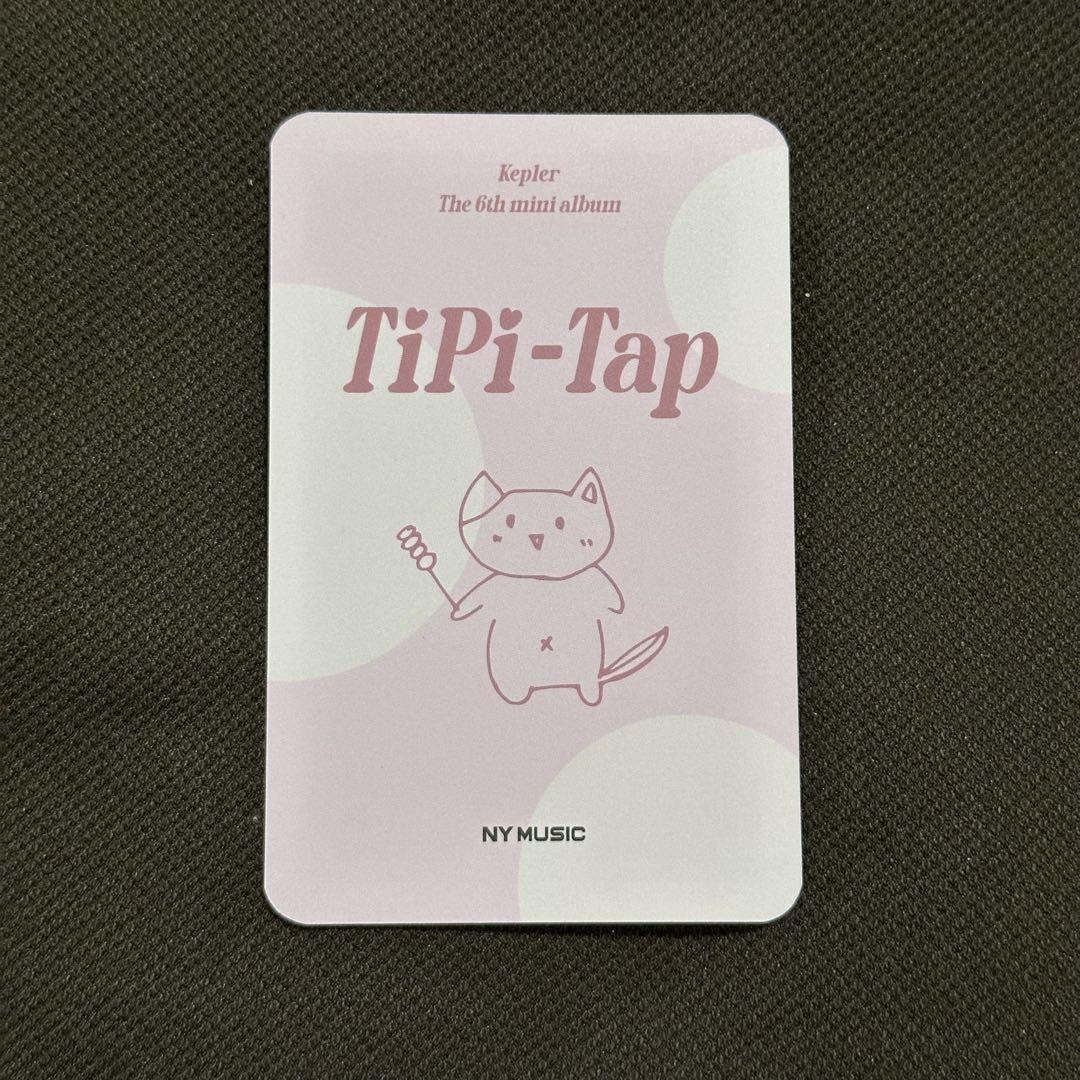 Kepler
The 6th mini album
TiPi-Tap
NY MUSIC